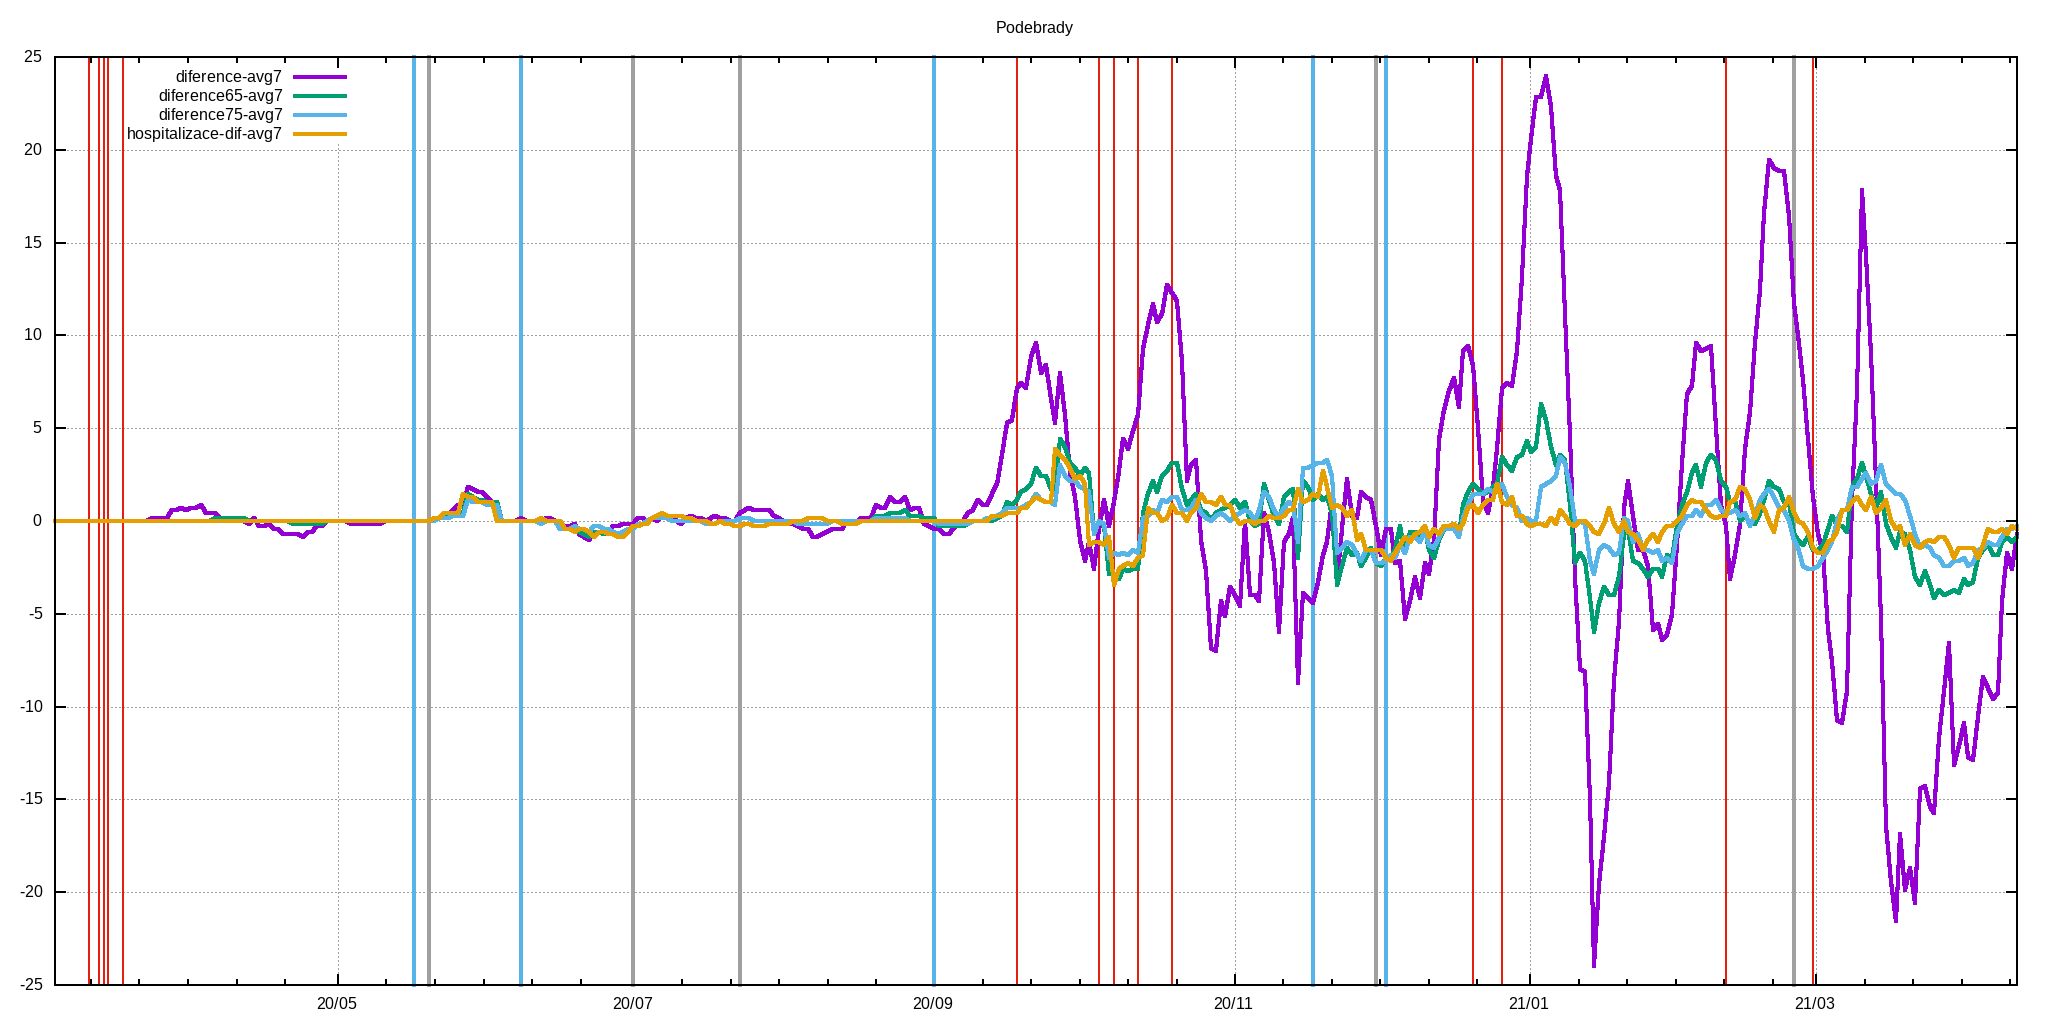 Podebrady
25
diference-avg7
diference65-avg7
diference75-avg7
hospitalizace-dif-avg7
20
15
10
5
0
-5
-10
-15
-20
-25
20/05 20/07 20/09 20/11 21/01 21/03